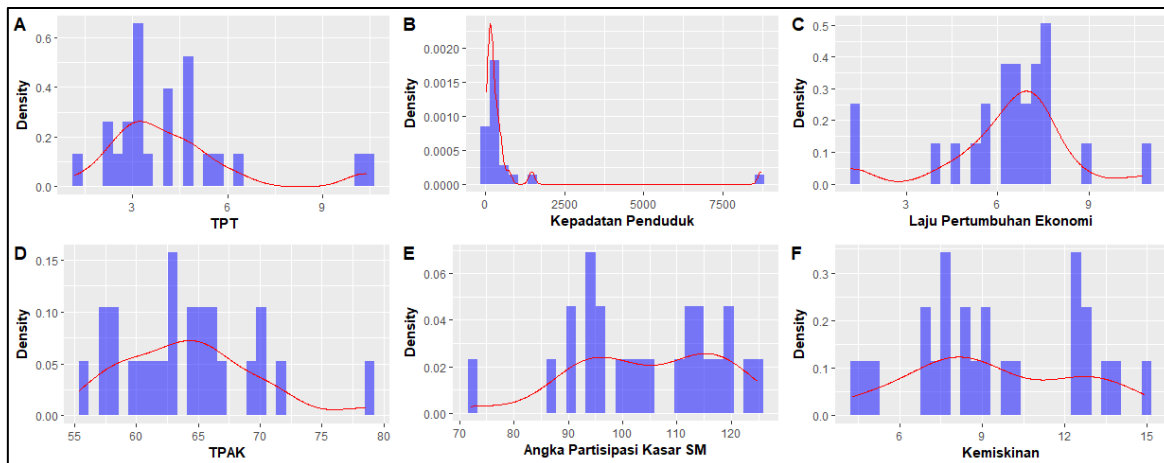 A
Density
0.6
0.4
0.2
0.0
3
6
9
TPT
B
Density
0.0020
0.0015
0.0010
0.0005
0.0000
0
2500
5000
7500
Kepadatan Penduduk
C
Density
0.5
0.4
0.3
0.2
0.1
0.0
3
6
9
Laju Pertumbuhan Ekonomi
D
Density
0.15
0.10
0.05
0.00
55
60
65
70
75
80
TPAK
E
Density
0.06
0.04
0.02
0.00
70
80
90
100
110
120
Angka Partisipasi Kasar SM
F
Density
0.3
0.2
0.1
0.0
6
9
12
15
Kemiskinan